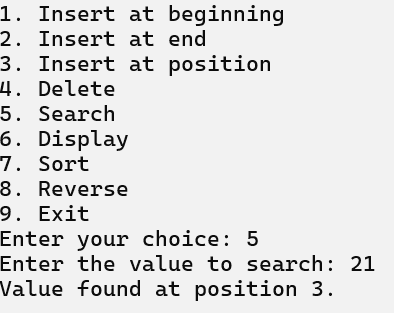 1. Insert at beginning
2. Insert at end
3. Insert at position
4. Delete
5. Search
6. Display
7. Sort
8. Reverse
9. Exit
Enter your choice: 5
Enter the value to search: 21
Value found at position 3.